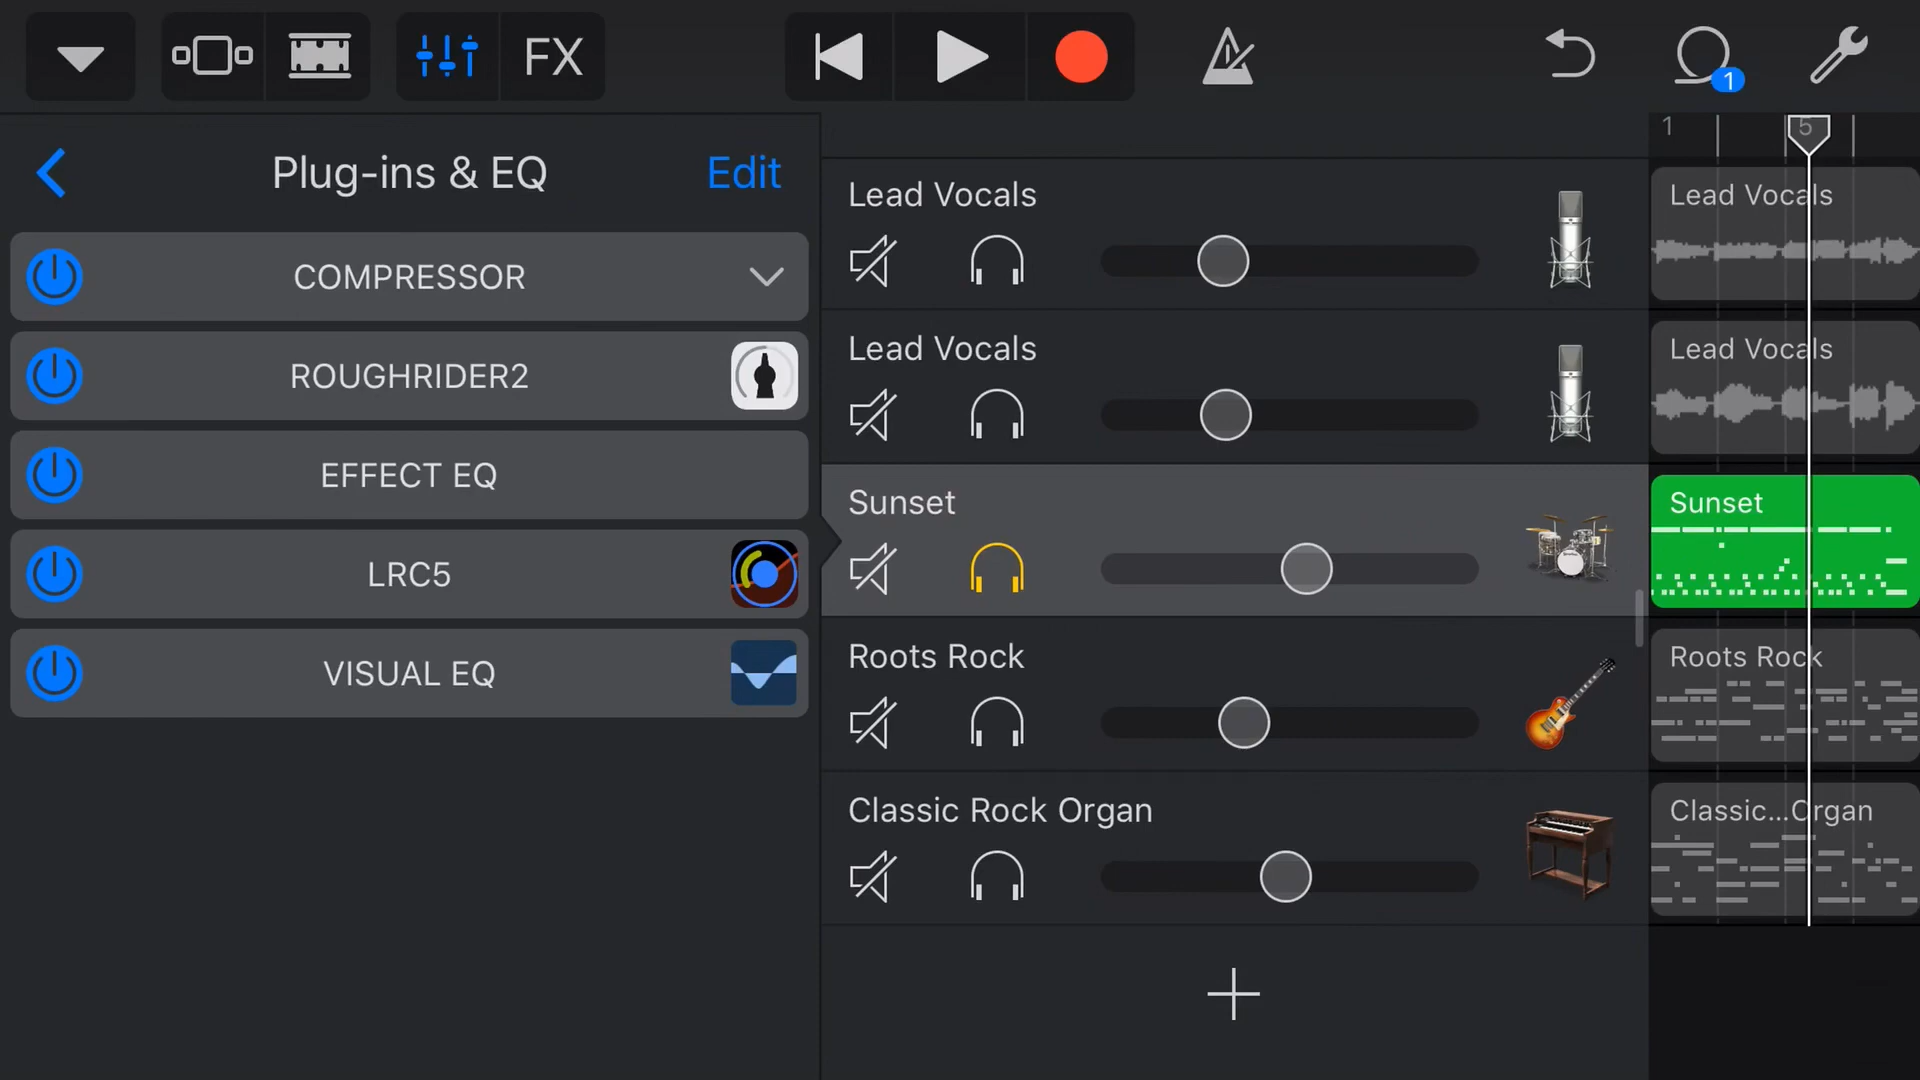 FX
1
Plug-ins & EQ
Edit
COMPRESSOR
ROUGHRIDER2
EFFECT EQ
LRC5
VISUAL EQ
Lead Vocals
Lead Vocals
Sunset
Roots Rock
Classic Rock Organ
1
5
Lead Vocals
Lead Vocals
Sunset
Roots Rock
Classic...Organ